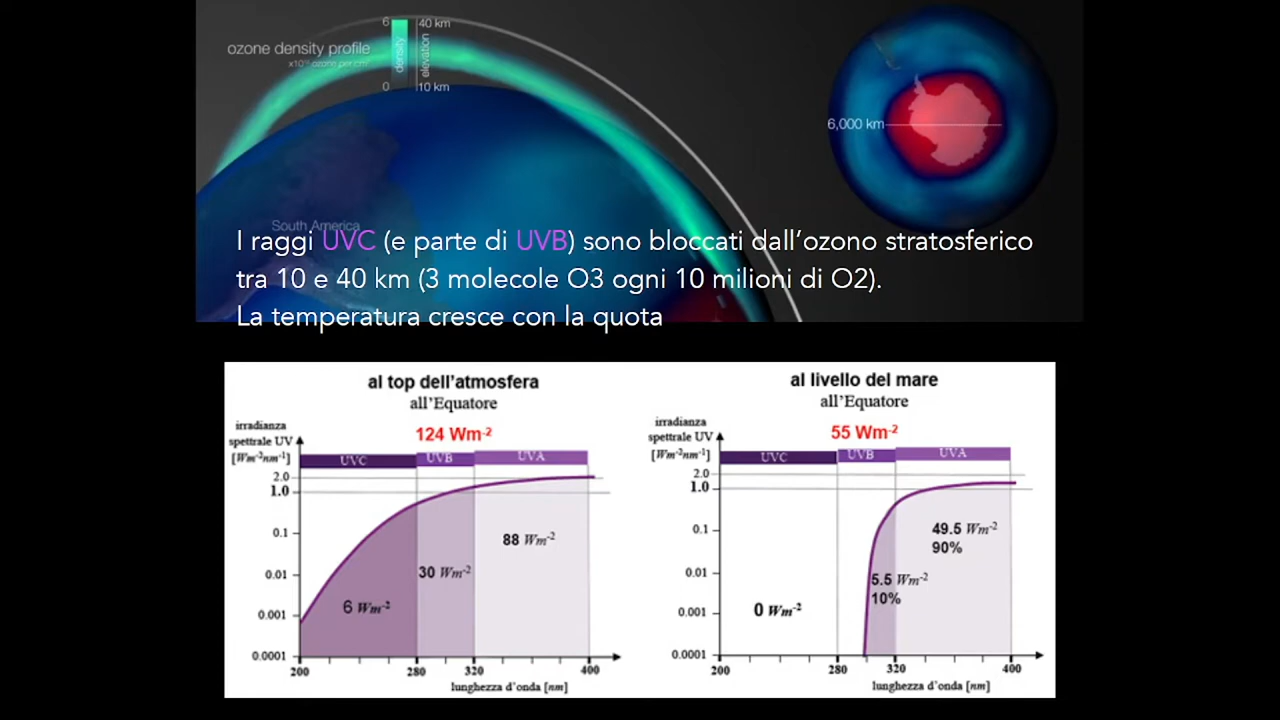 6
40 km
ozone density profile
x10¹² ozone per cm³
density
elevation
0
10 km
6,000 km
South America
I raggi UVC (e parte di UVB) sono bloccati dall'ozono stratosferico
tra 10 e 40 km (3 molecole O3 ogni 10 milioni di O2).
La temperatura cresce con la quota
al top dell'atmosfera
all'Equatore
124 Wm-2
irradianza
spettrale UV
[Wm-2nm-1]
UVC
UVB
UVA
2.0
1.0
0.1
0.01
0.001
0.0001
6 Wm-2
30 Wm-2
88 Wm-2
200
280
320
400
lunghezza d'onda [nm]
al livello del mare
all'Equatore
55 Wm-2
irradianza
spettrale UV
[Wm-2nm-1]
UVC
UVB
UVA
2.0
1.0
0.1
0.01
0.001
0.0001
0 Wm-2
5.5 Wm-2
10%
49.5 Wm-2
90%
200
280
320
400
lunghezza d'onda [nm]